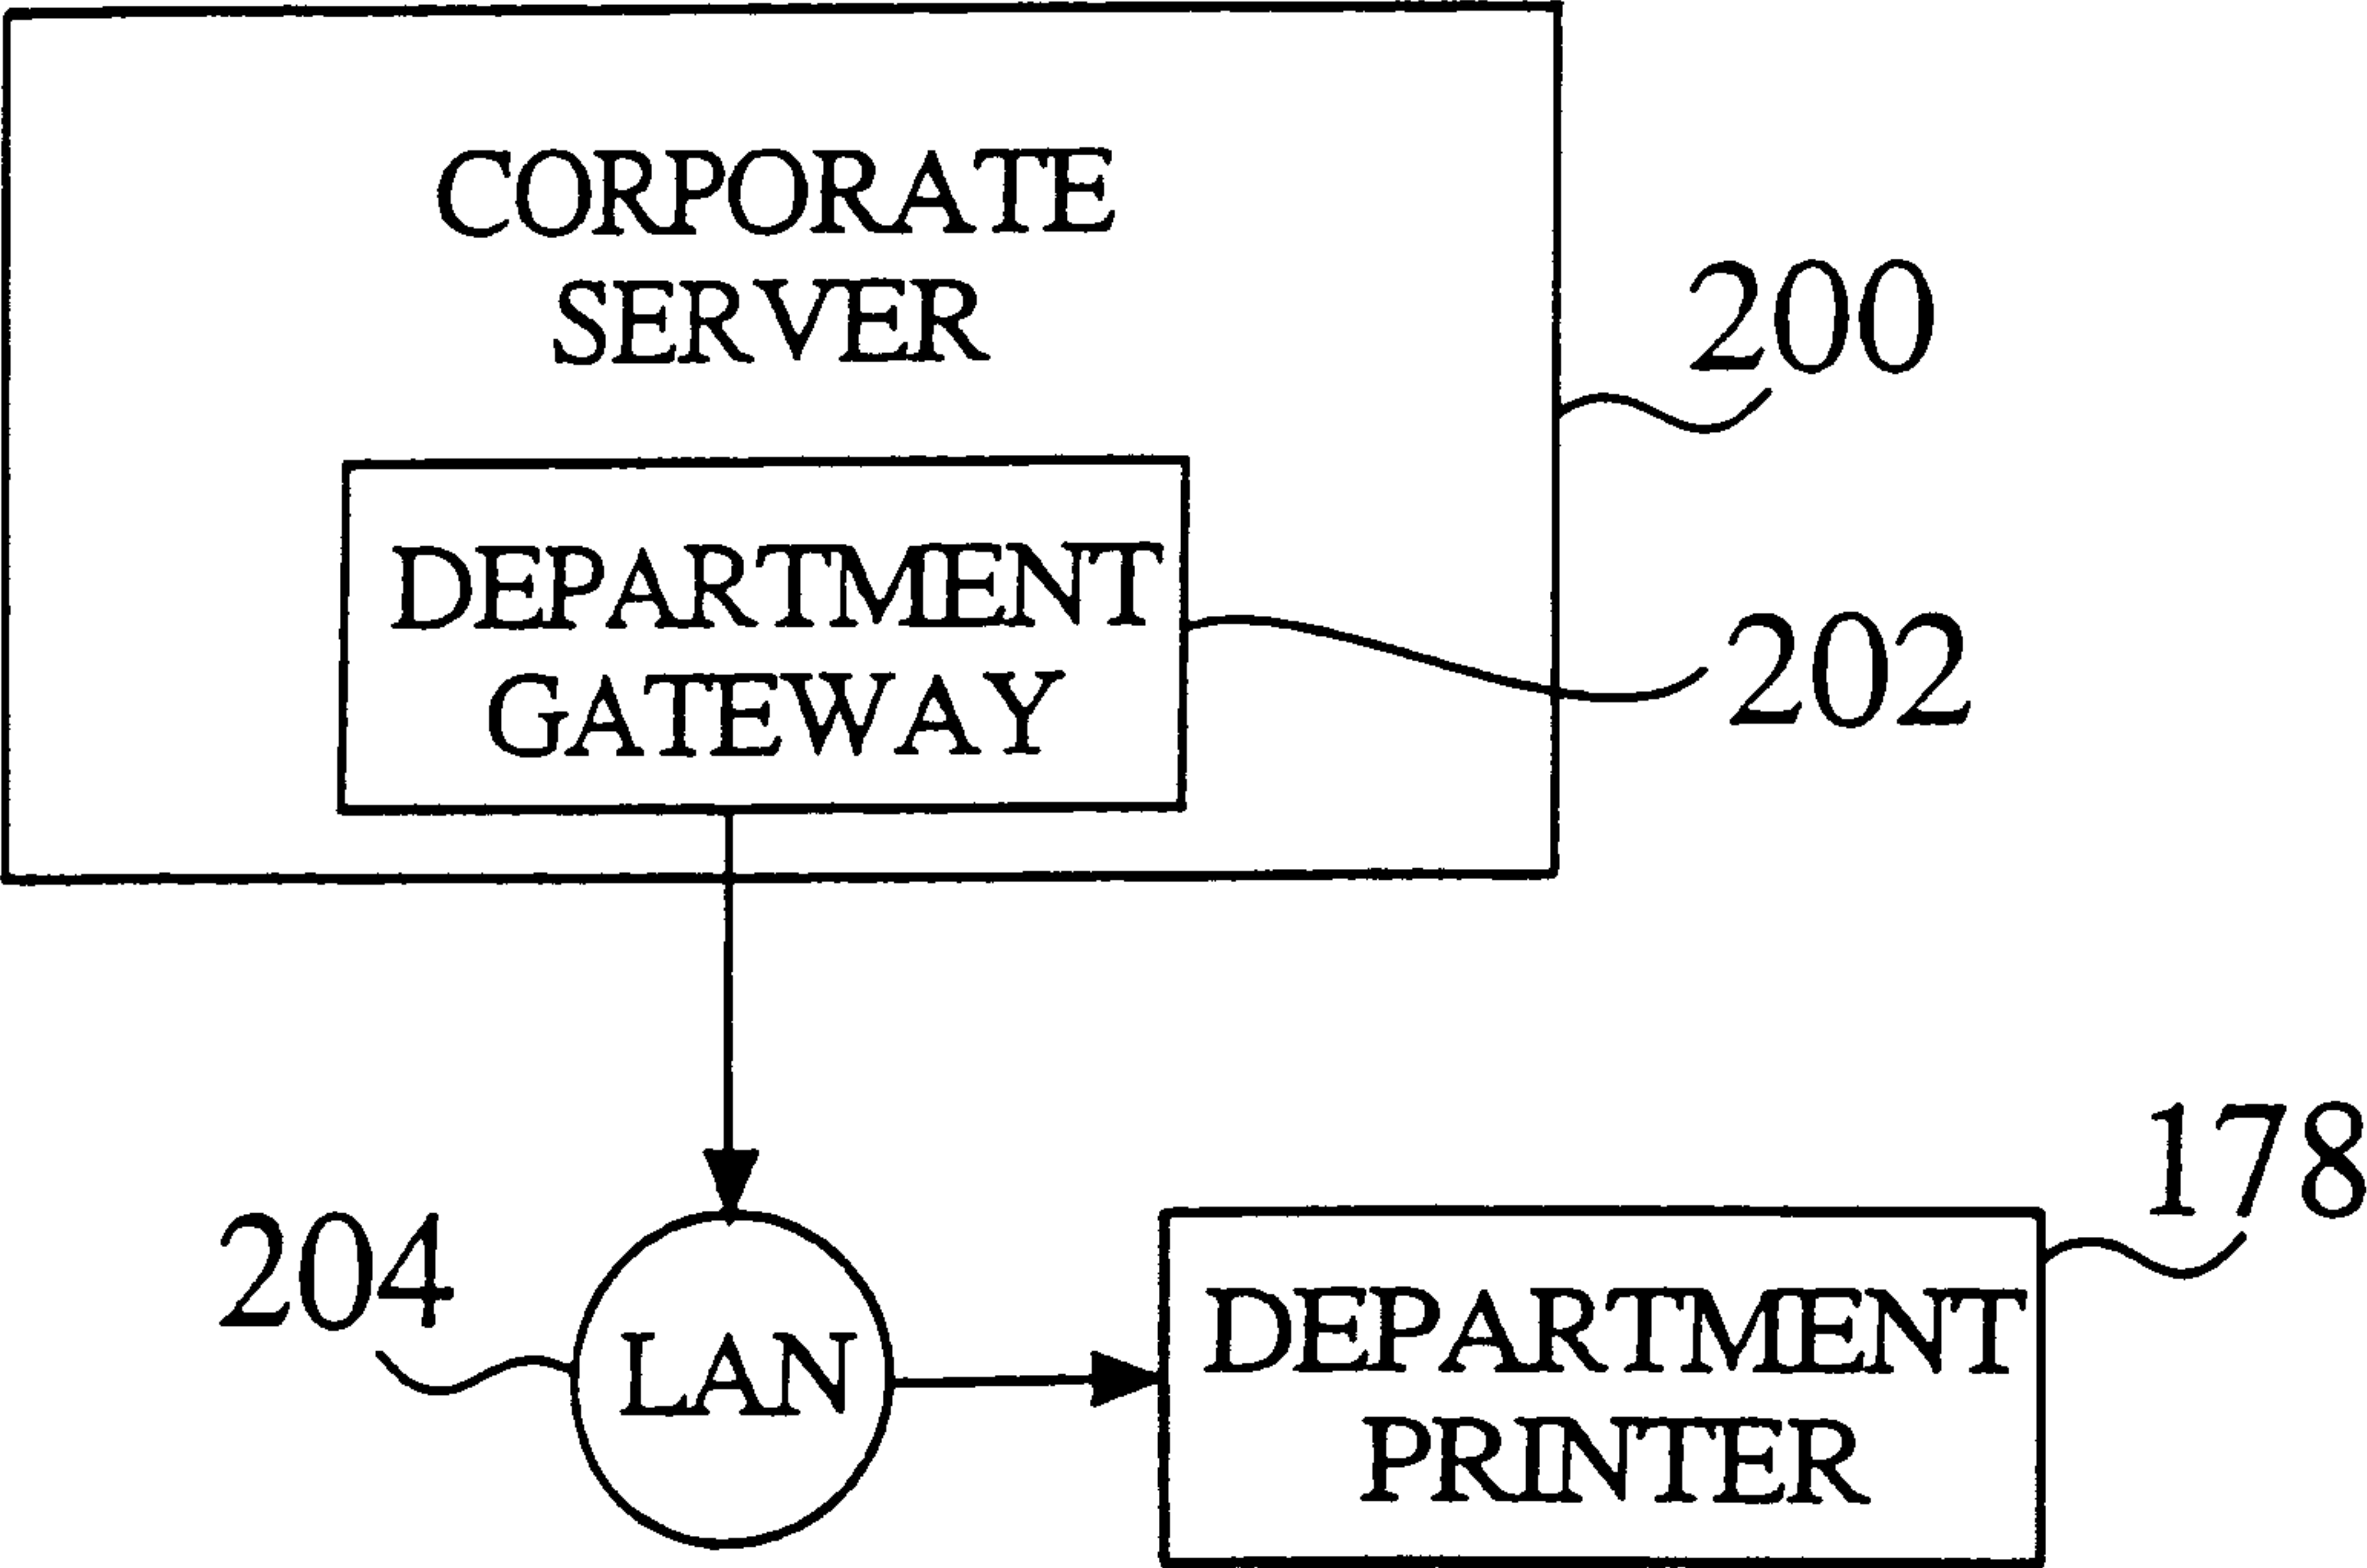 CORPORATE
SERVER
200
DEPARTMENT
GATEWAY
202
204
LAN
178
DEPARTMENT
PRINTER